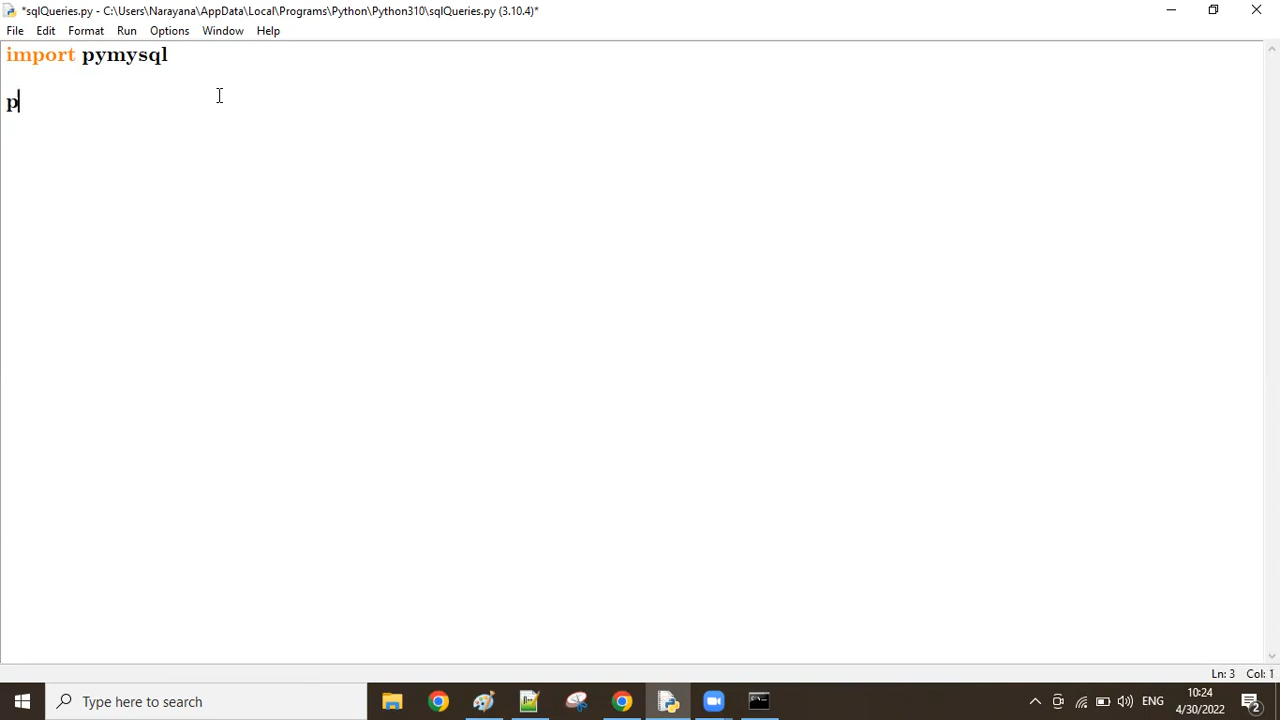 *sqlQueries.py - C:\Users\Narayana\AppData\Local\Programs\Python\Python310\sqlQueries.py (3.10.4)*
File Edit Format Run Options Window Help
import pymysql
p
Ln: 3 Col: 1
Type here to search
ENG
10:24
4/30/2022
2